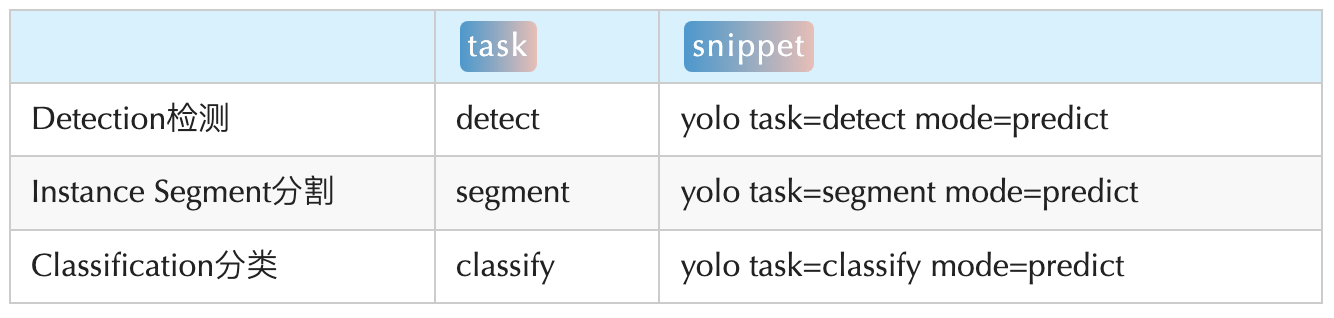 task snippet
Detection检测 detect yolo task=detect mode=predict
Instance Segment分割 segment yolo task=segment mode=predict
Classification分类 classify yolo task=classify mode=predict